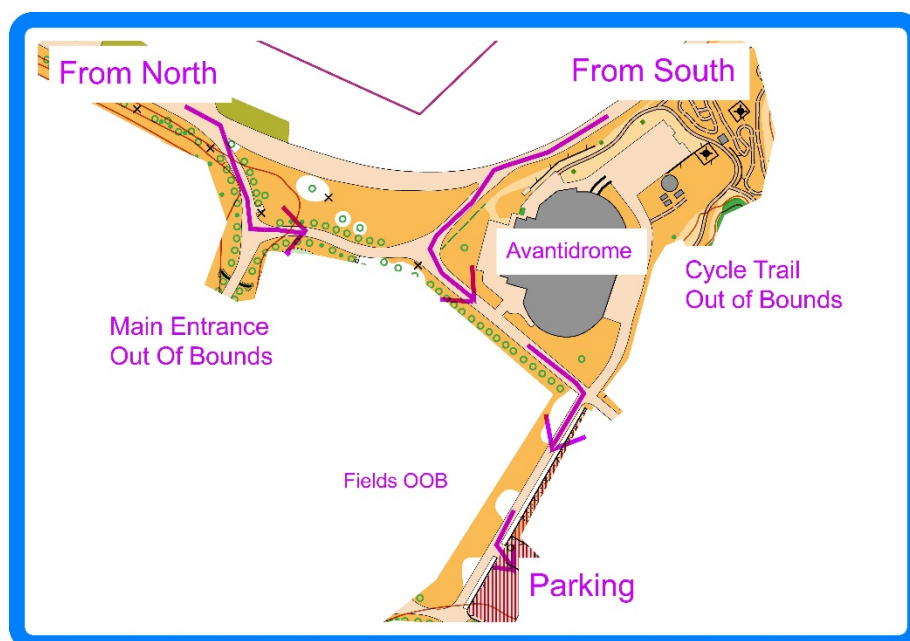 From North
From South
Avantidrome
Cycle Trail
Out of Bounds
Main Entrance
Out Of Bounds
Fields OOB
Parking